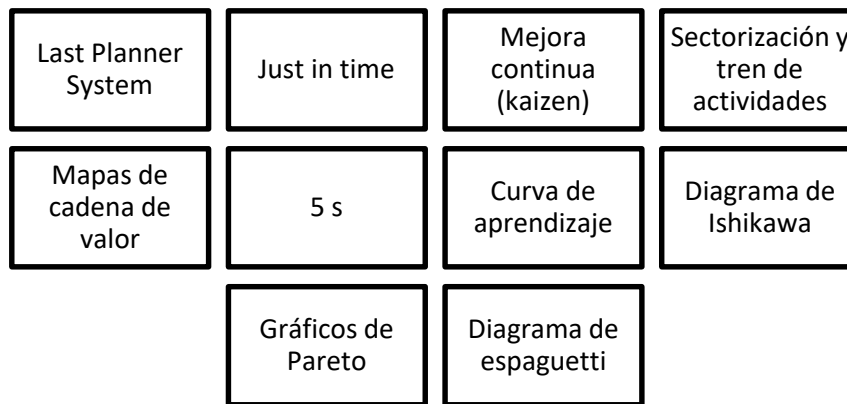 Last Planner
System
Just in time
Mejora
continua
(kaizen)
Sectorización y
tren de
actividades
Mapas de
cadena de
valor
5 s
Curva de
aprendizaje
Diagrama de
Ishikawa
Gráficos de
Pareto
Diagrama de
espaguetti